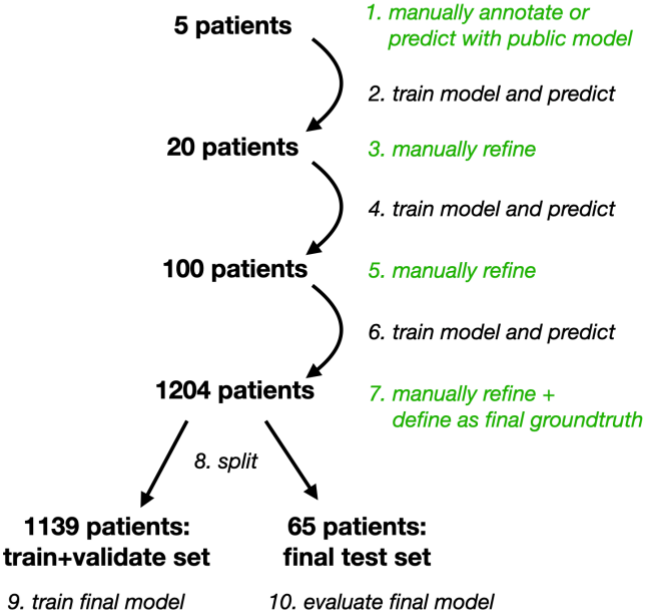 5 patients
1. manually annotate or
predict with public model
2. train model and predict
20 patients
3. manually refine
4. train model and predict
100 patients
5. manually refine
6. train model and predict
1204 patients
7. manually refine +
define as final groundtruth
8. split
1139 patients:
train+validate set
65 patients:
final test set
9. train final model
10. evaluate final model